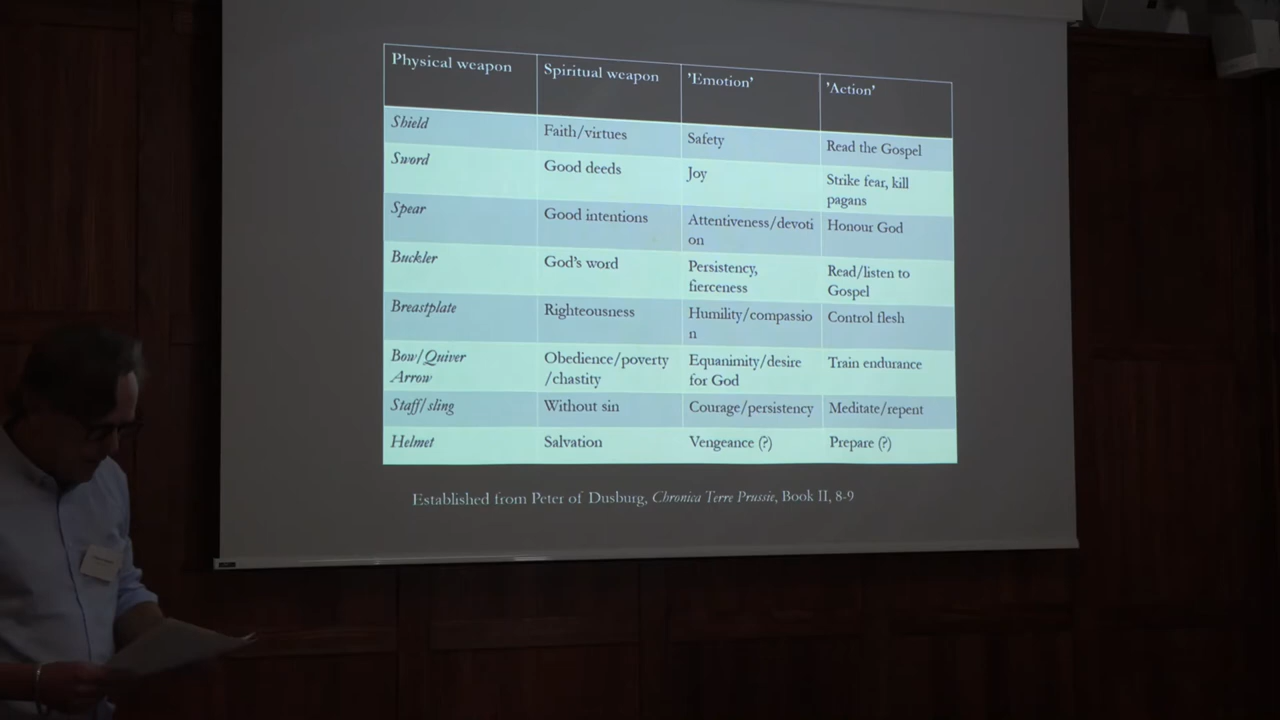 Physical weapon Spiritual weapon 'Emotion' 'Action'
Shield Faith/virtues Safety Read the Gospel
Sword Good deeds Joy Strike fear, kill
pagans
Spear Good intentions Attentiveness/devoti Honour God
on
Buckler God's word Persistency, Read/listen to
fierceness Gospel
Breastplate Righteousness Humility/compassio Control flesh
n
Bow/Quiver Obedience/poverty Equanimity/desire Train endurance
Arrow /chastity for God
Staff/sling Without sin Courage/persistency Meditate/repent
Helmet Salvation Vengeance (?) Prepare (?)
Established from Peter of Dusburg, Chronica Terre Prussie, Book II, 8-9